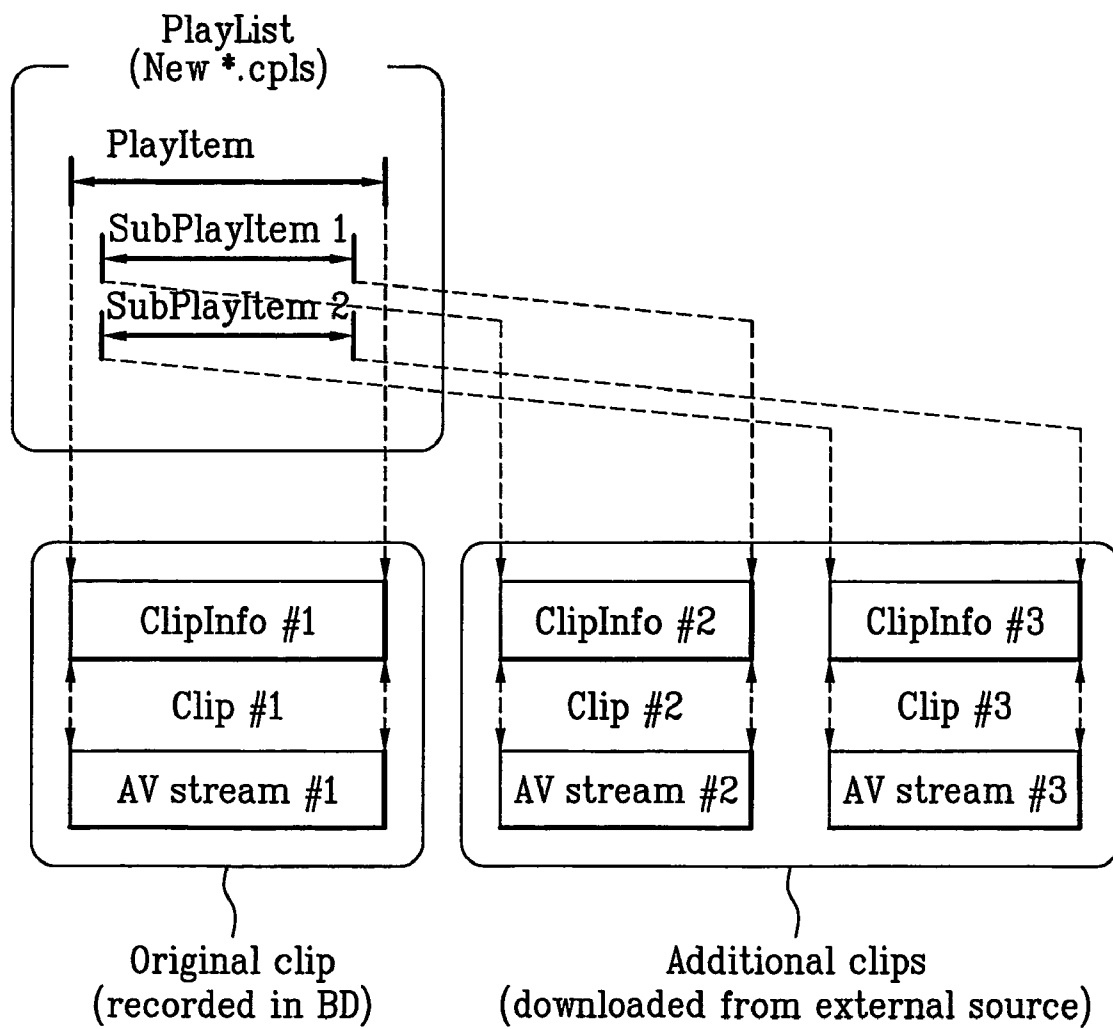 PlayList
(New *.cpls)
PlayItem
SubPlayItem 1
SubPlayItem 2
ClipInfo #1
ClipInfo #2
ClipInfo #3
Clip #1
Clip #2
Clip #3
AV stream #1
AV stream #2
AV stream #3
Original clip
(recorded in BD)
Additional clips
(downloaded from external source)